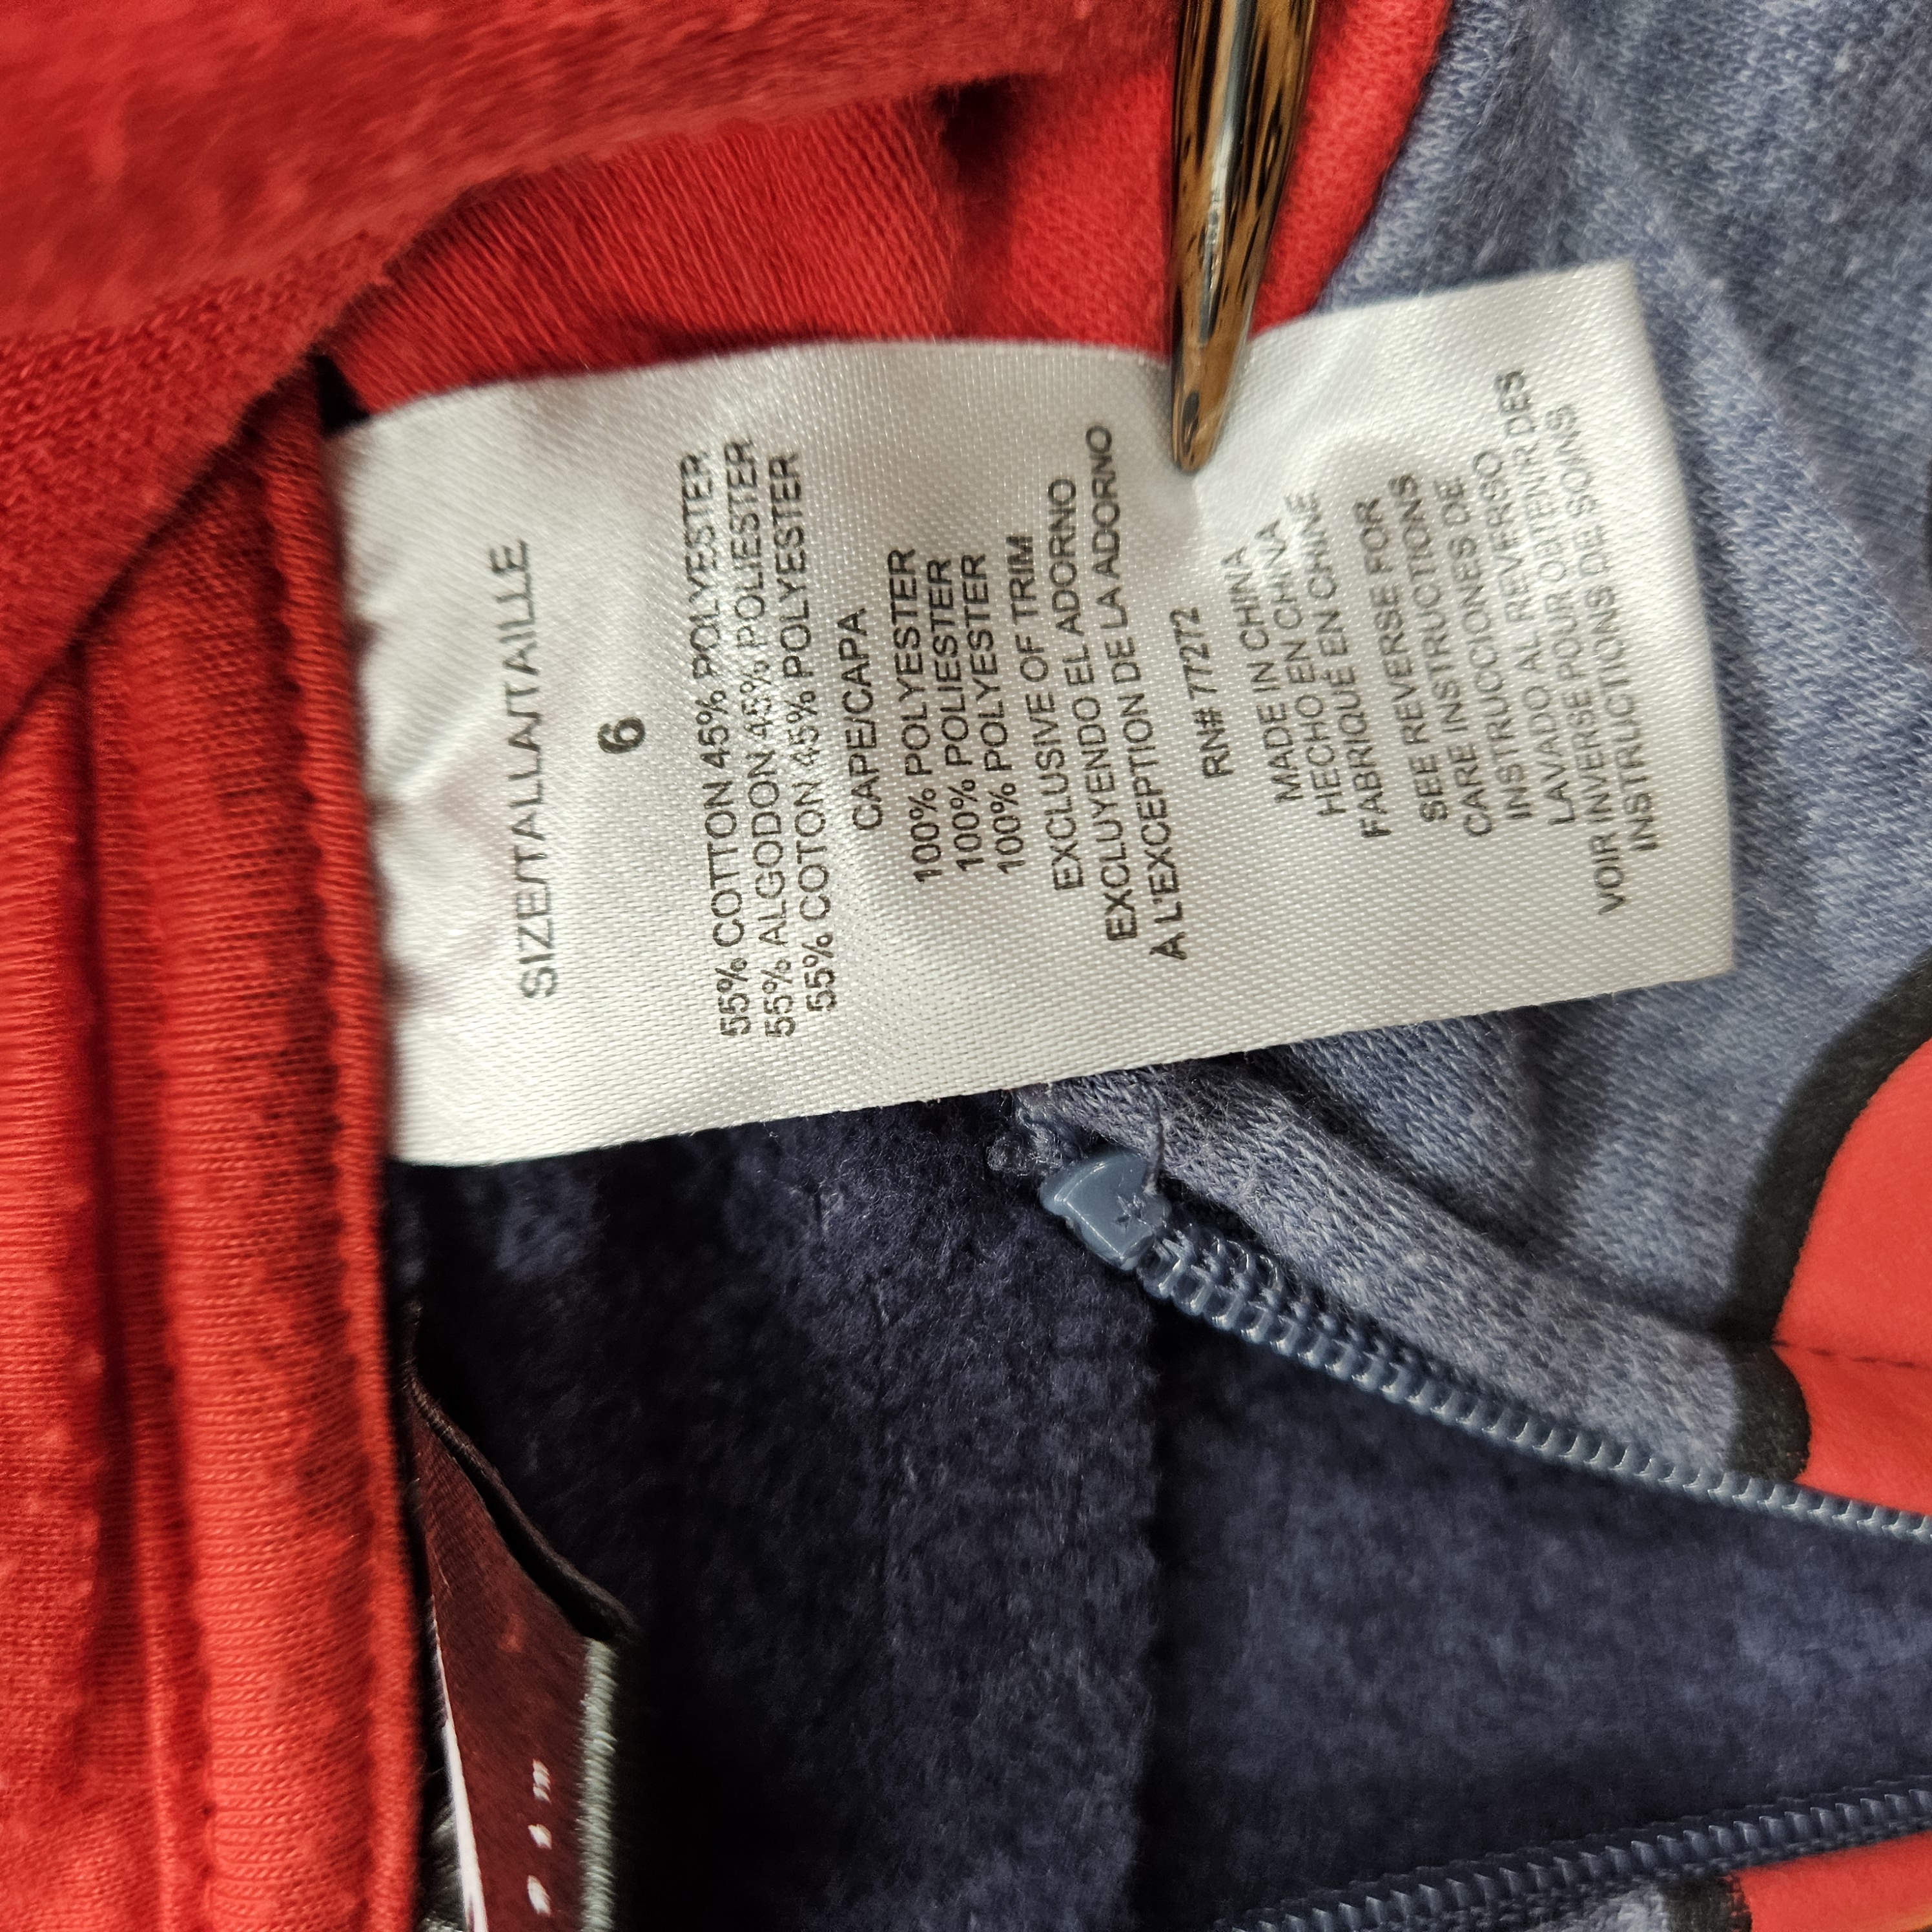 SIZE/TALLA/TAILLE
6
55% COTTON 45% POLYESTER
55% ALGODON 45% POLIESTER
55% COTON 45% POLYESTER
CAPE/CAPA
100% POLYESTER
100% POLIESTER
100% POLYESTER
EXCLUSIVE OF TRIM
EXCLUYENDO EL ADORNO
À L'EXCEPTION DE LA ADORNO
RN# 77272
MADE IN CHINA
HECHO EN CHINA
FABRIQUÉ EN CHINE
SEE REVERSE FOR
CARE INSTRUCTIONS
INSTRUCCIONES DE
LAVADO AL REVERSO
VOIR INVERSE POUR OBTENIR DES
INSTRUCTIONS DE SOINS